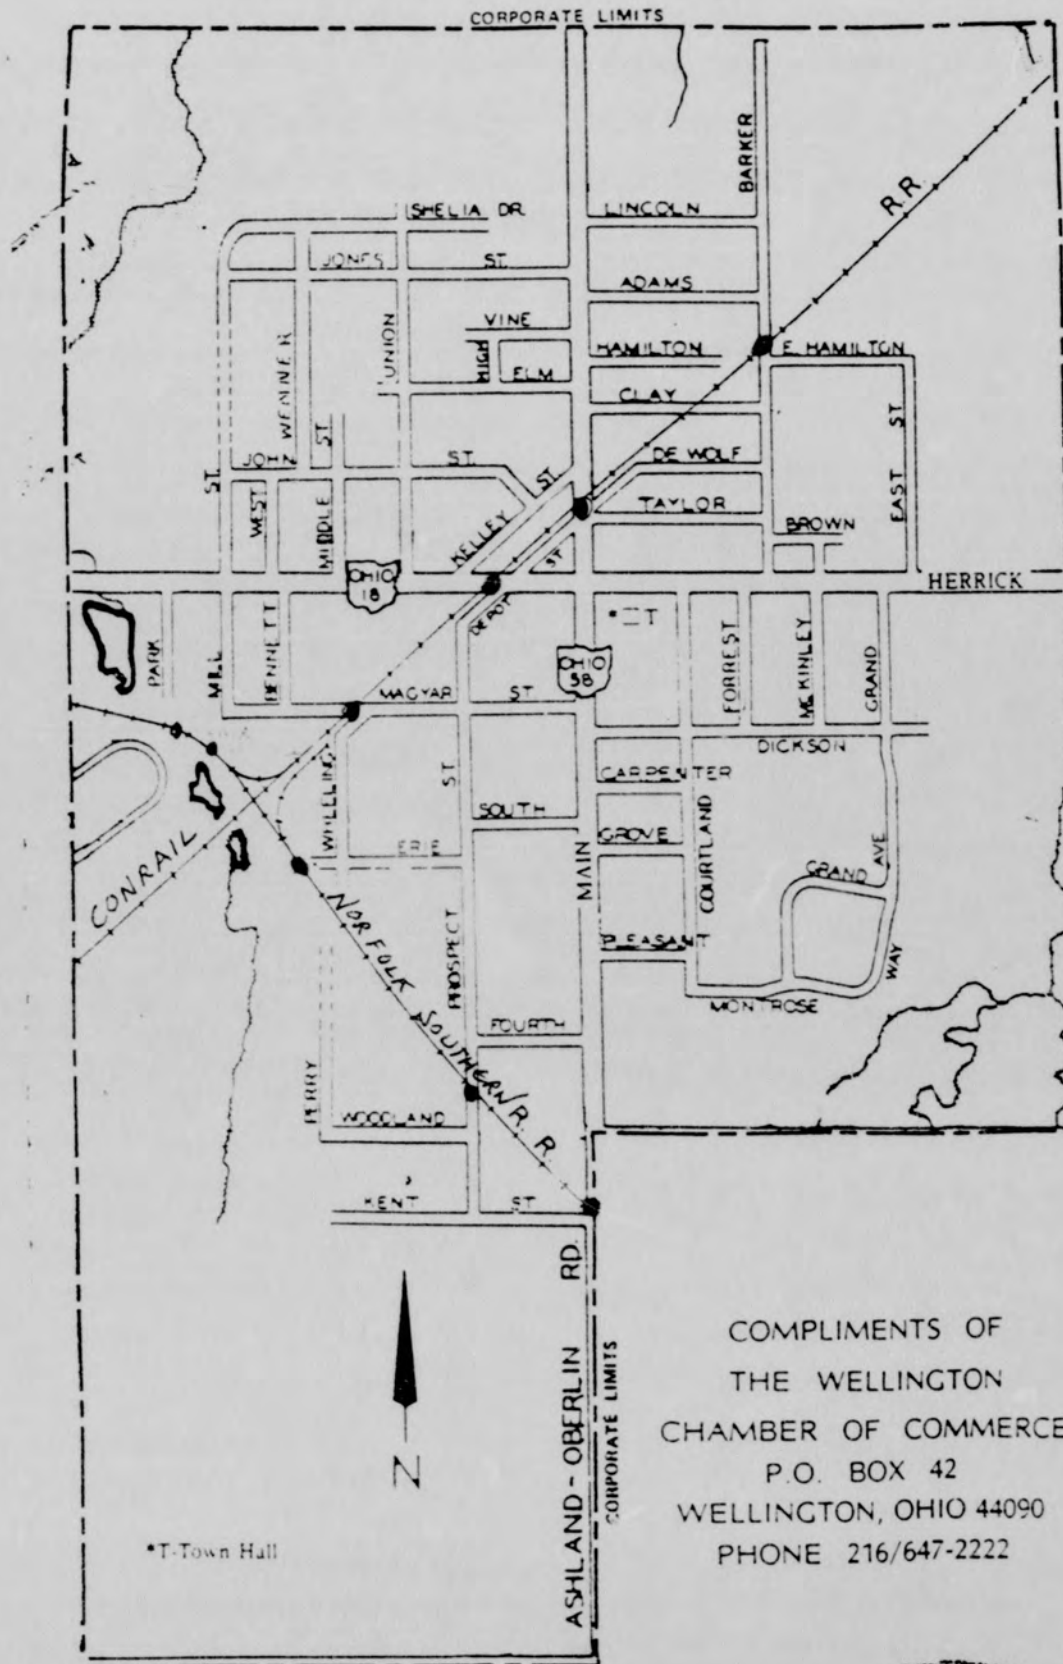 CORPORATE LIMITS
BARKER
R.R.
SHELIA DR.
LINCOLN
JONES ST.
ADAMS
VINE
WENNER
UNION
HIGH
HAMILTON
E. HAMILTON
ELM
CLAY
ST.
JOHN ST.
ST.
DE WOLF
EAST ST
WEST
MIDDLE
KELLEY ST.
TAYLOR
BROWN
OHIO
18
ST
HERRICK
DEPOT
PARK
MILL
BENNETT
T
OHIO
58
FORREST
MCKINLEY
GRAND
MAGYAR ST
DICKSON
WHEELING
ST.
CARPENTER
SOUTH
GROVE
COURTLAND
ERIE
MAIN
GRAND AVE
CONRAIL
NORFOLK SOUTHERN R. R.
PROSPECT
PLEASANT
WAY
MONTROSE
FOURTH
PERRY
WOODLAND
KENT ST
ASHLAND - OBERLIN RD.
CORPORATE LIMITS
N
COMPLIMENTS OF
THE WELLINGTON
CHAMBER OF COMMERCE
P.O. BOX 42
WELLINGTON, OHIO 44090
PHONE 216/647-2222
*T-Town Hall